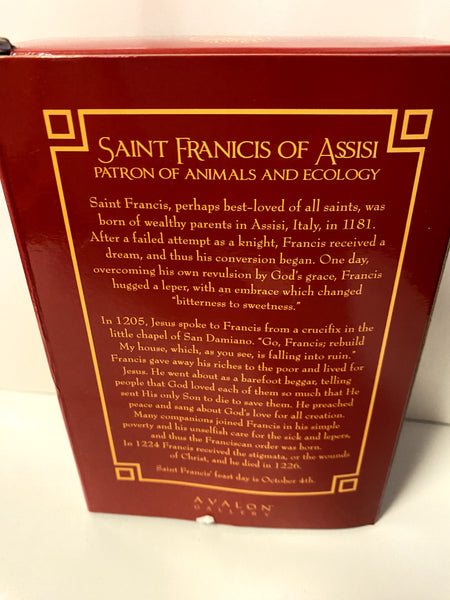 SAINT FRANICIS OF ASSISI
PATRON OF ANIMALS AND ECOLOGY
Saint Francis, perhaps best-loved of all saints, was
born of wealthy parents in Assisi, Italy, in 1181.
After a failed attempt as a knight, Francis received a
dream, and thus his conversion began. One day,
overcoming his own revulsion by God's grace, Francis
hugged a leper, with an embrace which changed
"bitterness to sweetness."
In 1205, Jesus spoke to Francis from a crucifix in the
little chapel of San Damiano. "Go, Francis; rebuild
My house, which, as you see, is falling into ruin."
Francis gave away his riches to the poor and lived for
Jesus. He went about as a barefoot beggar, telling
people that God loved each of them so much that He
sent His only Son to die to save them. He preached
peace and sang about God's love for all creation.
Many companions joined Francis in his simple
poverty and his unselfish care for the sick and lepers,
and thus the Franciscan order was born.
In 1224 Francis received the stigmata, or the wounds
of Christ, and he died in 1226.
Saint Francis' feast day is October 4th.
AVALON
GALLERY